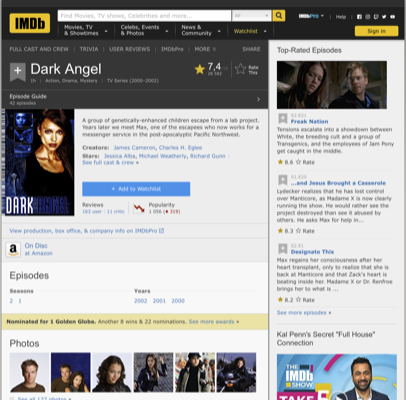 IMDb
Find Movies, TV shows, Celebrities and more...
All
IMDbPro
Help
Movies, TV & Showtimes
Celebs, Events & Photos
News & Community
Watchlist
Sign in
FULL CAST AND CREW | TRIVIA | USER REVIEWS | IMDbPro | MORE
SHARE
Dark Angel
7,4
Rate This
Action, Drama, Mystery | TV Series (2000–2002)
Episode Guide
42 episodes
A group of genetically-enhanced children escape from a lab project. Years later we meet Max, one of the escapees who now works for a messenger service in the post-apocalyptic Pacific Northwest.
Creators: James Cameron, Charles H. Eglee
Stars: Jessica Alba, Michael Weatherly, Richard Gunn |
See full cast & crew »
DARK ANGEL
+ Add to Watchlist
Reviews
163 user | 11 critic
Popularity
View production, box office, & company info on IMDbPro
a
On Disc
at Amazon
Episodes
Seasons
2 1
Years
2002 2001 2000
Nominated for 1 Golden Globe. Another 8 wins & 22 nominations. See more awards »
Photos
See all 137 photos »
Top-Rated Episodes
Freak Nation
Tensions escalate into a showdown between White, the breeding cult and a group of Transgenics, and the employees of Jam Pony get caught in the middle.
8.6 Rate
...and Jesus Brought a Casserole
Lydecker realizes that he has lost control over Manticore, as Madame X is now clearly running the show. He would rather see the project destroyed than see it abused by others. He asks Max for help in...
8.3 Rate
Designate This
Max regains her consciousness after her heart transplant, only to realize that she is back at Manticore and that Zack's heart is beating inside her. Madame X or Dr. Renfroe brings her to what is ...
8.2 Rate
See more episodes »
Kal Penn's Secret "Full House" Connection
THE IMDb SHOW
TAKE 5